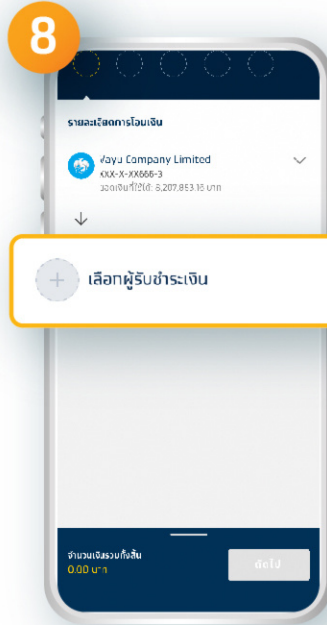 8
รายละเอียดการโอนเงิน
Vayu Company Limited
XXX-X-XX666-3
ยอดเงินที่ใช้ได้: 6,207,853.16 บาท
เลือกผู้รับชำระเงิน
จำนวนเงินรวมทั้งสิ้น
0.00 บาท
ถัดไป